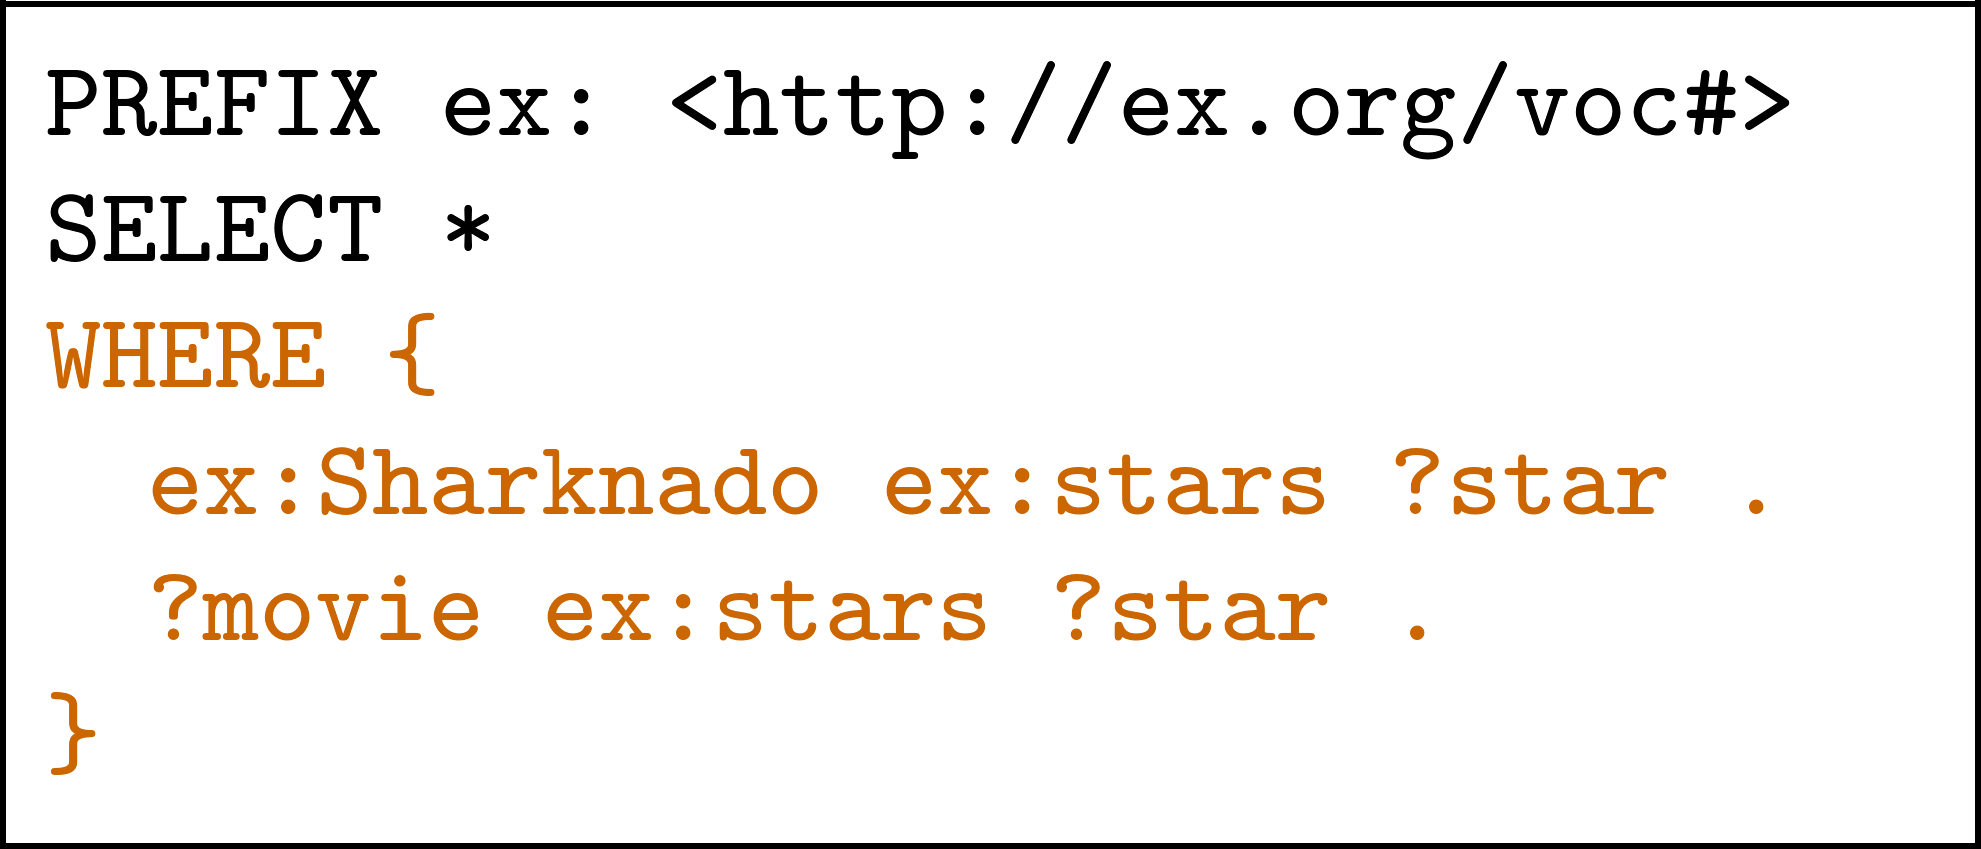 PREFIX ex: <http://ex.org/voc#>
SELECT *
WHERE {
  ex:Sharknado ex:stars ?star .
  ?movie ex:stars ?star .
}